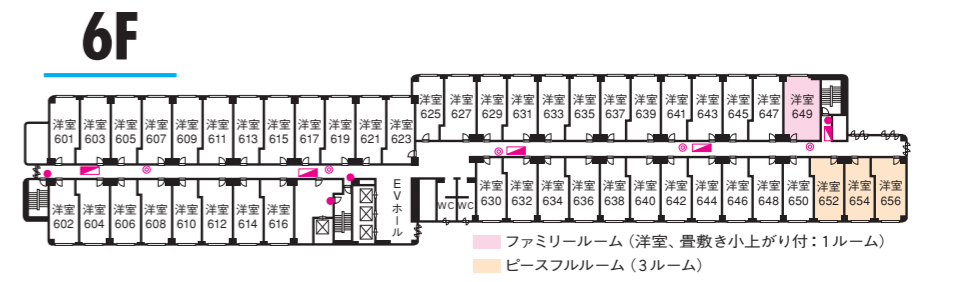 6F
洋室 625 洋室 627 洋室 629 洋室 631 洋室 633 洋室 635 洋室 637 洋室 639 洋室 641 洋室 643 洋室 645 洋室 647 洋室 649
洋室 601 洋室 603 洋室 605 洋室 607 洋室 609 洋室 611 洋室 613 洋室 615 洋室 617 洋室 619 洋室 621 洋室 623
洋室 602 洋室 604 洋室 606 洋室 608 洋室 610 洋室 612 洋室 614 洋室 616
EVホール
WC WC
洋室 630 洋室 632 洋室 634 洋室 636 洋室 638 洋室 640 洋室 642 洋室 644 洋室 646 洋室 648 洋室 650 洋室 652 洋室 654 洋室 656
ファミリールーム（洋室、畳敷き小上がり付：1ルーム）
ピースフルルーム（3ルーム）